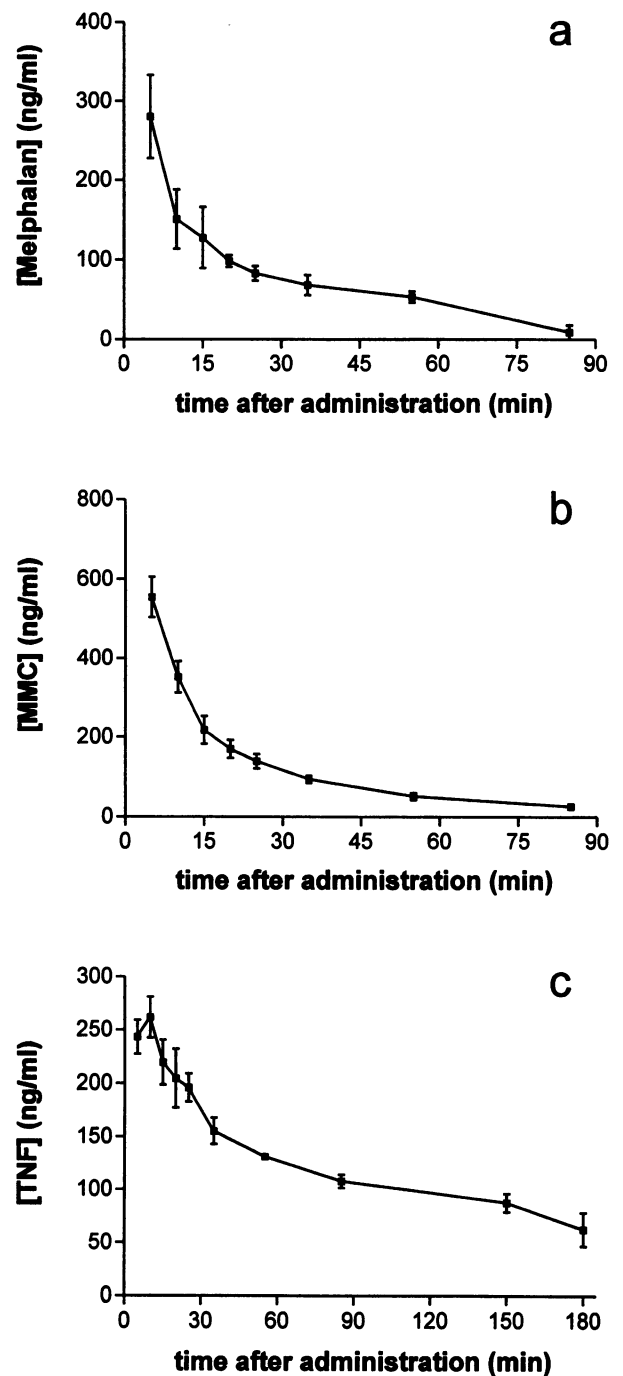 a
[Melphalan] (ng/ml)
400
300
200
100
0
0 15 30 45 60 75 90
time after administration (min)
b
[MMC] (ng/ml)
800
600
400
200
0
0 15 30 45 60 75 90
time after administration (min)
c
[TNF] (ng/ml)
300
250
200
150
100
50
0
0 30 60 90 120 150 180
time after administration (min)